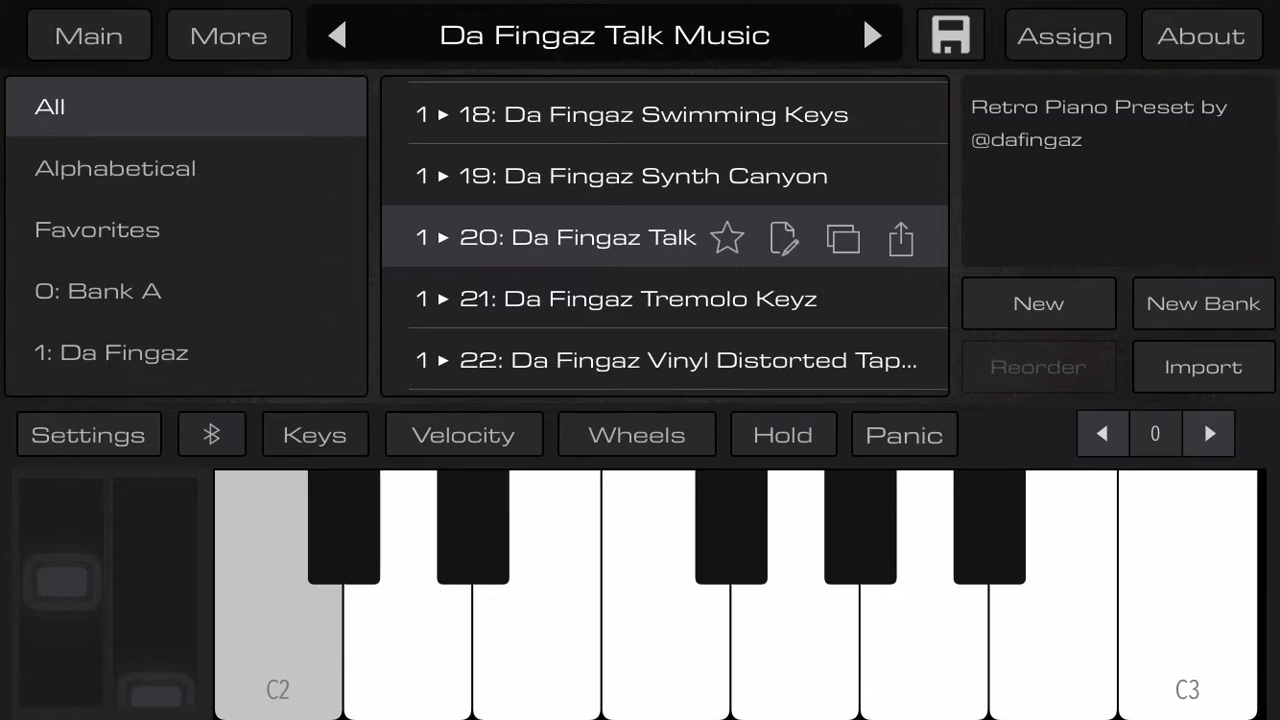 Main
More
Da Fingaz Talk Music
Assign
About
All
Alphabetical
Favorites
0: Bank A
1: Da Fingaz
1 ▸ 18: Da Fingaz Swimming Keys
1 ▸ 19: Da Fingaz Synth Canyon
1 ▸ 20: Da Fingaz Talk
1 ▸ 21: Da Fingaz Tremolo Keyz
1 ▸ 22: Da Fingaz Vinyl Distorted Tap...
Retro Piano Preset by
@dafingaz
New
New Bank
Reorder
Import
Settings
Keys
Velocity
Wheels
Hold
Panic
0
C2
C3